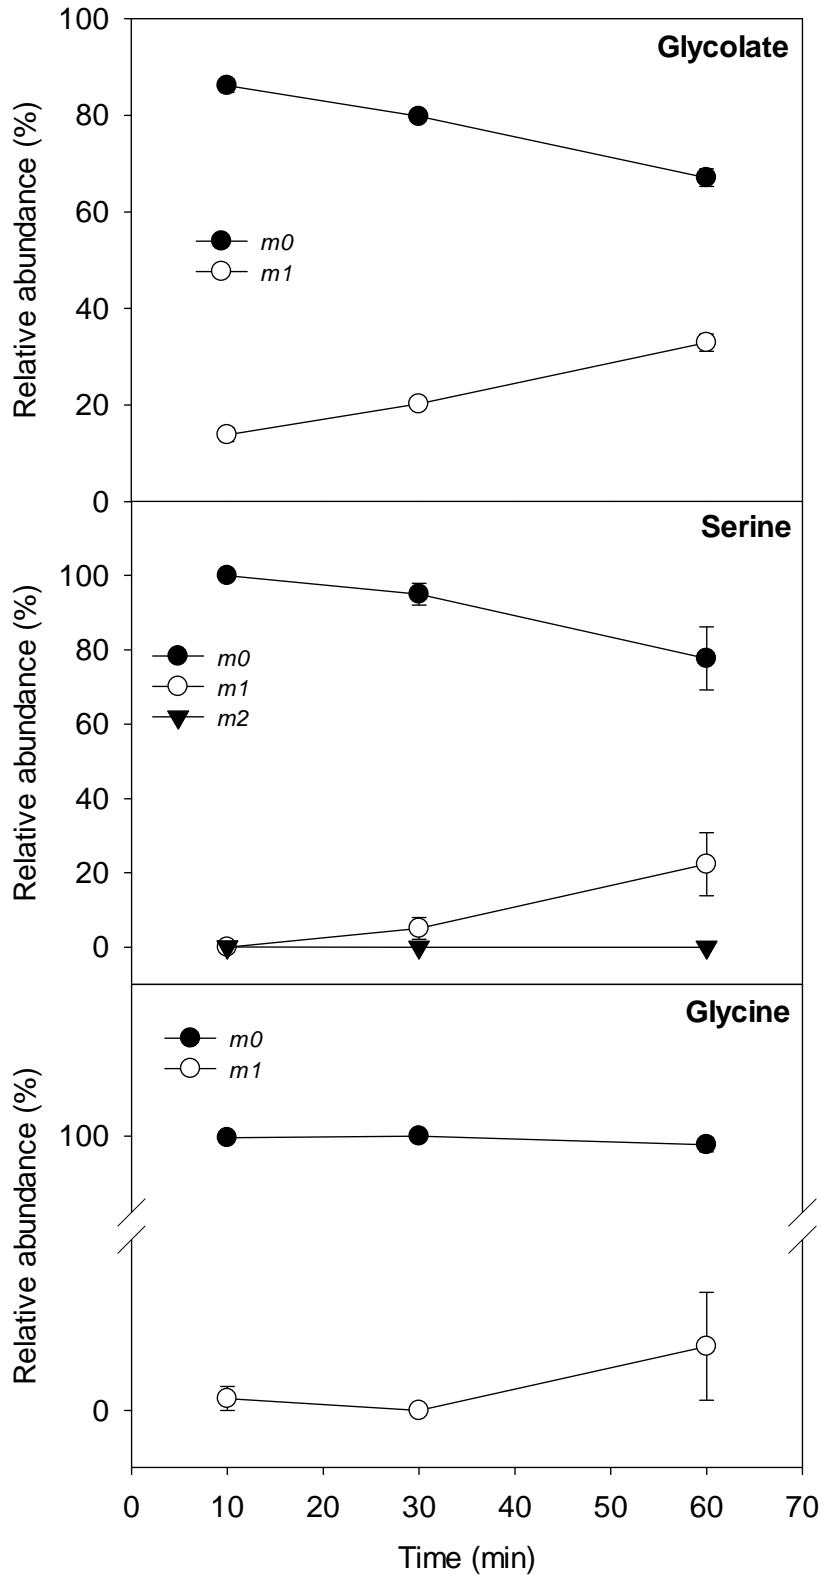 Glycolate
Relative abundance (%)
100
80
60
40
20
0
m0
m1
Serine
Relative abundance (%)
100
80
60
40
20
0
m0
m1
m2
Glycine
Relative abundance (%)
100
0
m0
m1
0 10 20 30 40 50 60 70
Time (min)